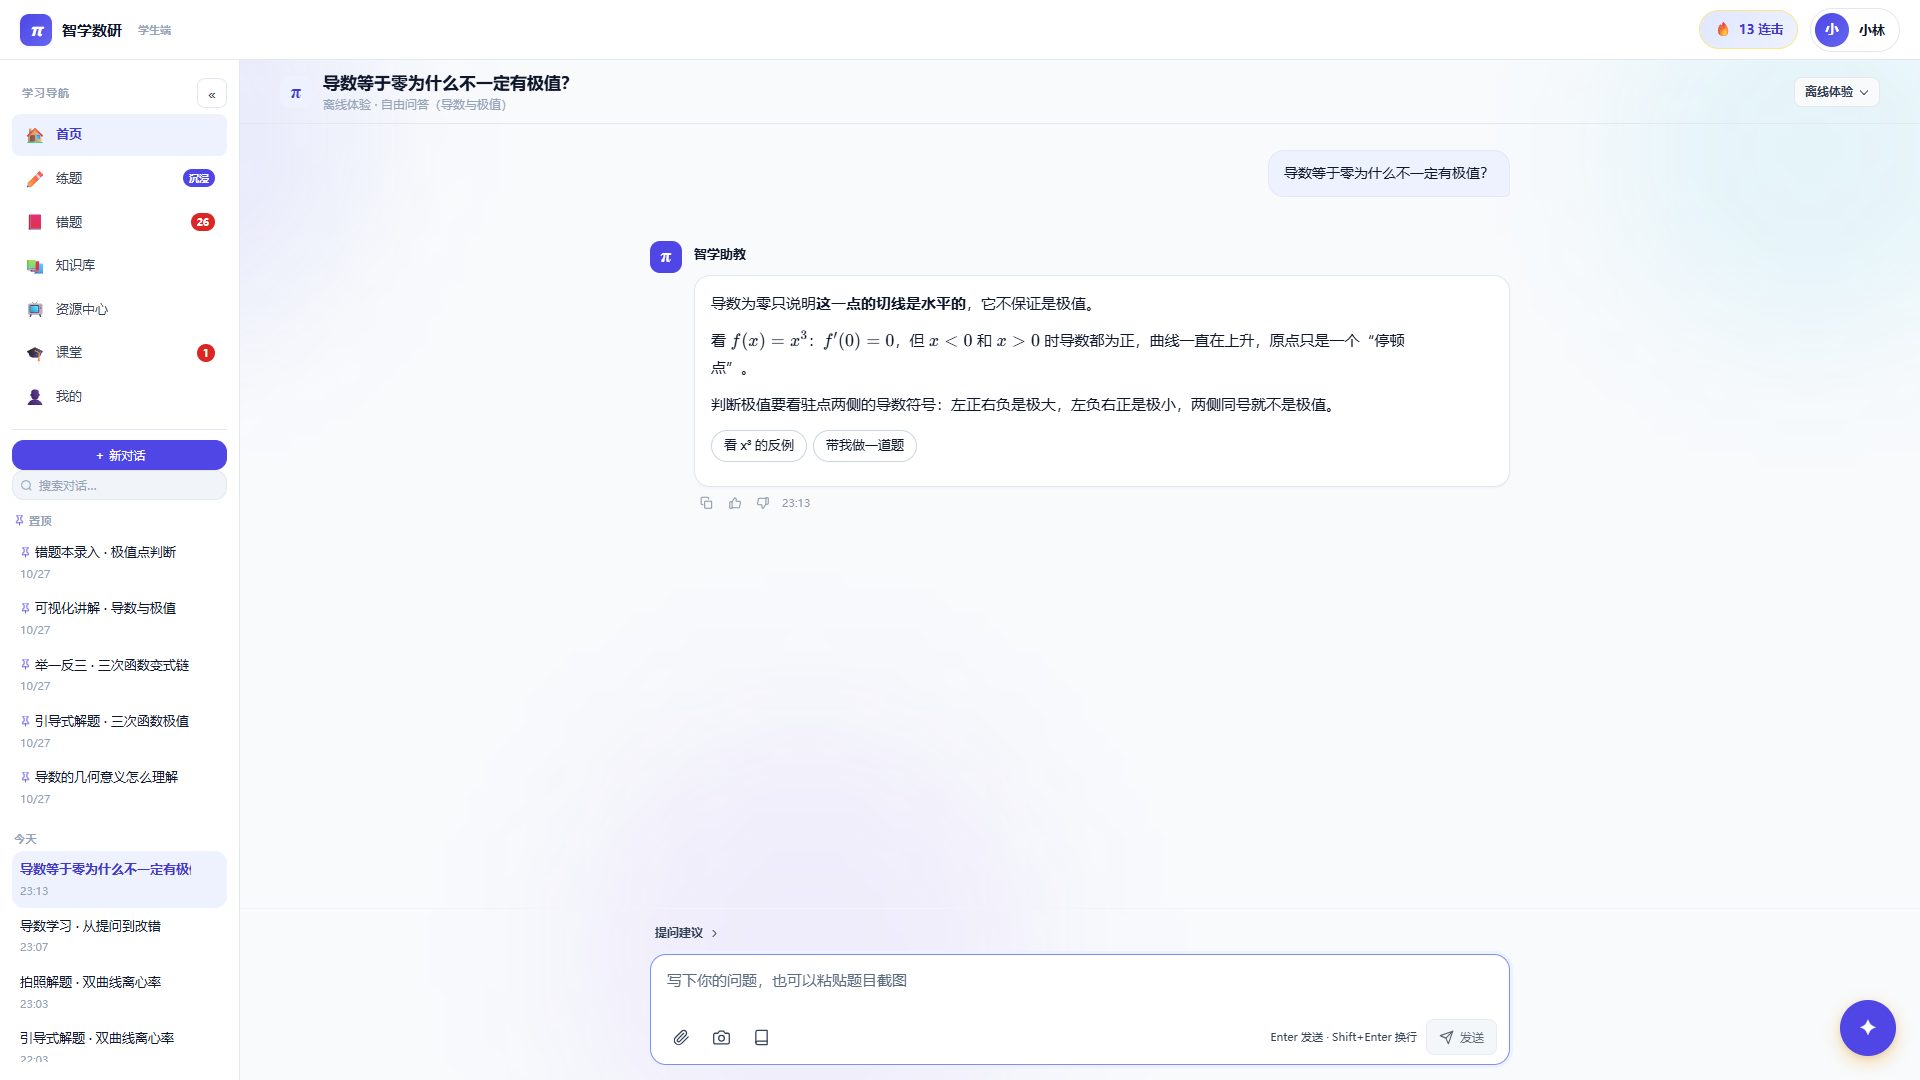 π 智学数研 学生端
13 连击
小 小林
学习导航
«
首页
练题 沉浸
错题 26
知识库
资源中心
课堂 1
我的
+ 新对话
搜索对话...
置顶
错题本录入 · 极值点判断
10/27
可视化讲解 · 导数与极值
10/27
举一反三 · 三次函数变式链
10/27
引导式解题 · 三次函数极值
10/27
导数的几何意义怎么理解
10/27
今天
导数等于零为什么不一定有极
23:13
导数学习 · 从提问到改错
23:07
拍照解题 · 双曲线离心率
23:03
引导式解题 · 双曲线离心率
22:03
π 导数等于零为什么不一定有极值？
离线体验 · 自由问答（导数与极值）
离线体验
导数等于零为什么不一定有极值？
π 智学助教
导数为零只说明这一点的切线是水平的，它不保证是极值。
看 f(x) = x³：f′(0) = 0，但 x < 0 和 x > 0 时导数都为正，曲线一直在上升，原点只是一个“停顿
点”。
判断极值要看驻点两侧的导数符号：左正右负是极大，左负右正是极小，两侧同号就不是极值。
看 x³ 的反例 带我做一道题
23:13
提问建议
写下你的问题，也可以粘贴题目截图
Enter 发送 · Shift+Enter 换行 发送